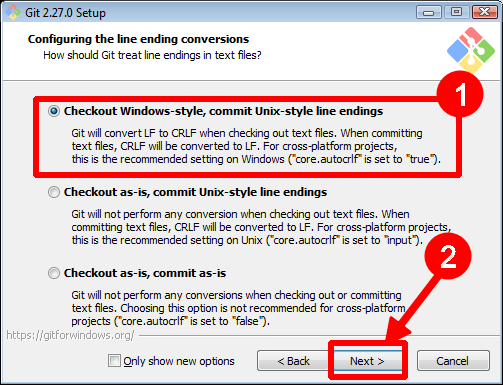 Git 2.27.0 Setup
Configuring the line ending conversions
How should Git treat line endings in text files?
1
Checkout Windows-style, commit Unix-style line endings
Git will convert LF to CRLF when checking out text files. When committing
text files, CRLF will be converted to LF. For cross-platform projects,
this is the recommended setting on Windows ("core.autocrlf" is set to "true").
Checkout as-is, commit Unix-style line endings
Git will not perform any conversion when checking out text files. When
committing text files, CRLF will be converted to LF. For cross-platform projects,
this is the recommended setting on Unix ("core.autocrlf" is set to "input").
2
Checkout as-is, commit as-is
Git will not perform any conversions when checking out or committing
text files. Choosing this option is not recommended for cross-platform
projects ("core.autocrlf" is set to "false").
https://gitforwindows.org/
Only show new options
< Back
Next >
Cancel